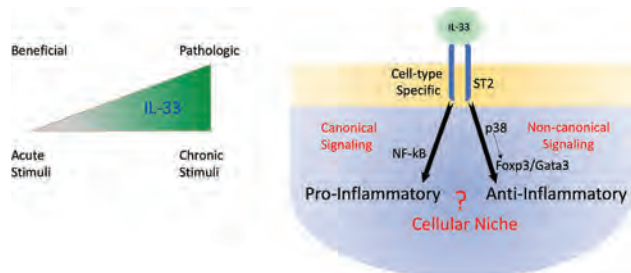 Beneficial
Pathologic
IL-33
Acute
Stimuli
Chronic
Stimuli
IL-33
Cell-type
Specific
ST2
Canonical
Signaling
NF-kB
p38
Non-canonical
Signaling
Foxp3/Gata3
Pro-Inflammatory
?
Anti-Inflammatory
Cellular Niche